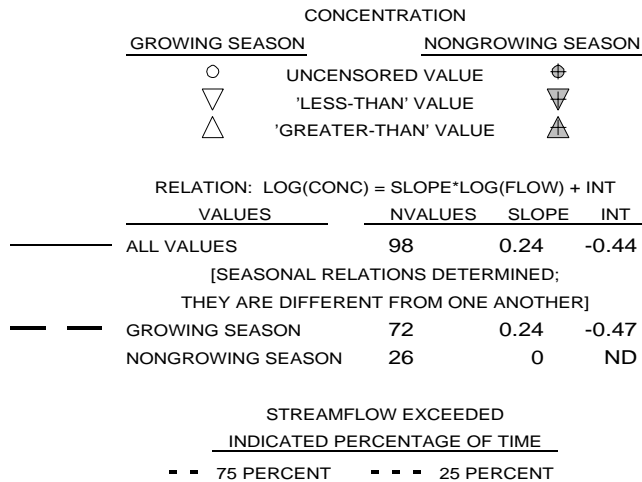 CONCENTRATION
GROWING SEASON NONGROWING SEASON
UNCENSORED VALUE
'LESS-THAN' VALUE
'GREATER-THAN' VALUE
RELATION: LOG(CONC) = SLOPE*LOG(FLOW) + INT
VALUES NVALUES SLOPE INT
ALL VALUES 98 0.24 -0.44
[SEASONAL RELATIONS DETERMINED;
THEY ARE DIFFERENT FROM ONE ANOTHER]
GROWING SEASON 72 0.24 -0.47
NONGROWING SEASON 26 0 ND
STREAMFLOW EXCEEDED
INDICATED PERCENTAGE OF TIME
75 PERCENT 25 PERCENT